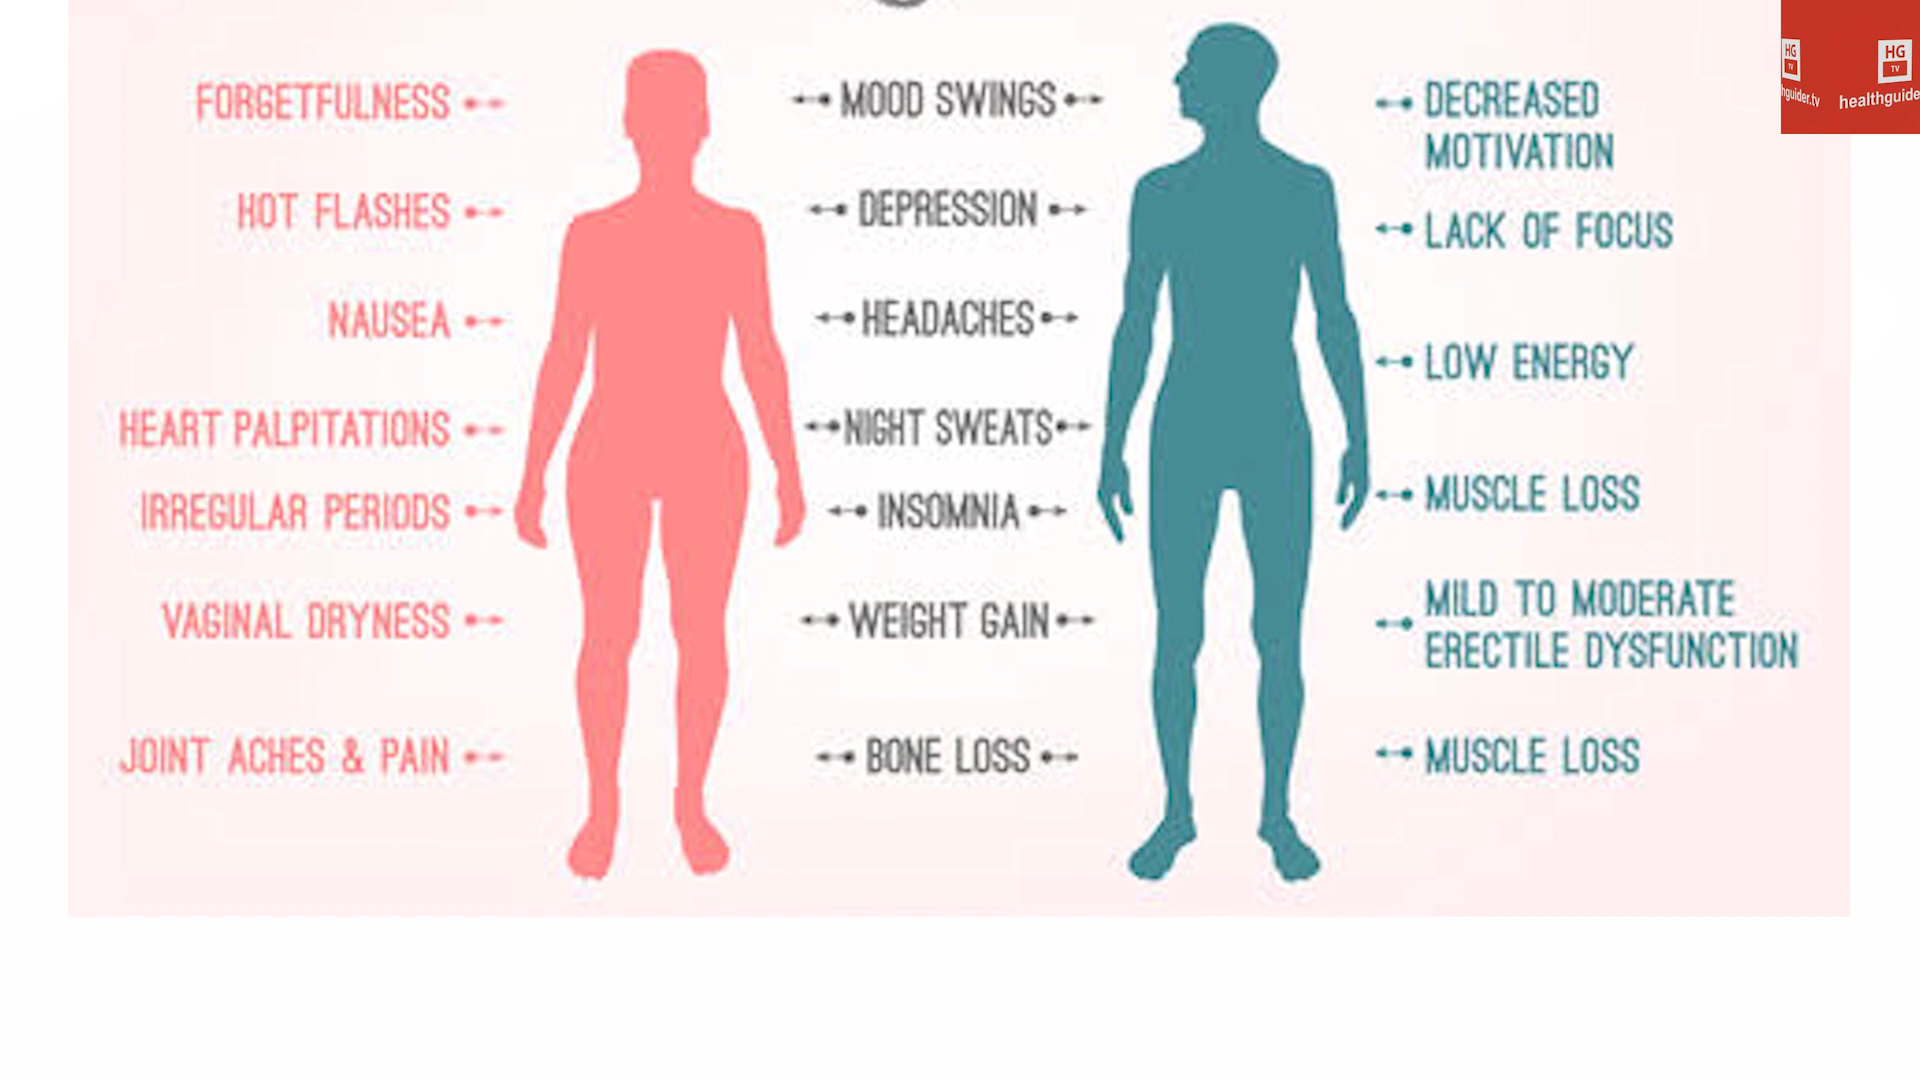 FORGETFULNESS
HOT FLASHES
NAUSEA
HEART PALPITATIONS
IRREGULAR PERIODS
VAGINAL DRYNESS
JOINT ACHES & PAIN
MOOD SWINGS
DEPRESSION
HEADACHES
NIGHT SWEATS
INSOMNIA
WEIGHT GAIN
BONE LOSS
DECREASED
MOTIVATION
LACK OF FOCUS
LOW ENERGY
MUSCLE LOSS
MILD TO MODERATE
ERECTILE DYSFUNCTION
MUSCLE LOSS
HG
TV
hguider.tv
HG
TV
healthguide